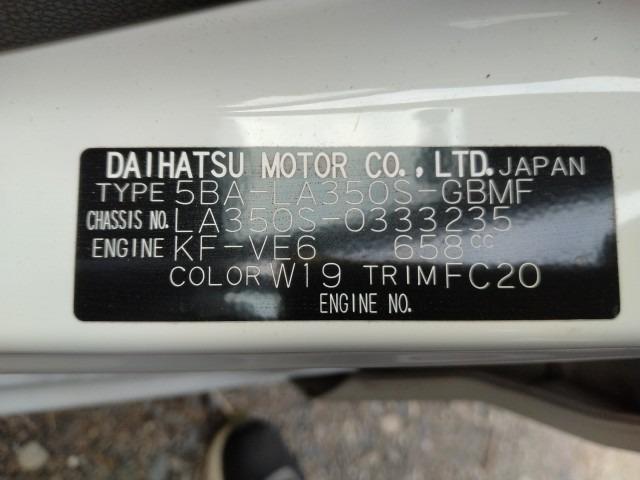 DAIHATSU MOTOR CO., LTD. JAPAN
TYPE 5BA-LA350S-GBMF
CHASSIS NO. LA350S-0333235
ENGINE KF-VE6 658cc
COLOR W19 TRIM FC20
ENGINE NO.